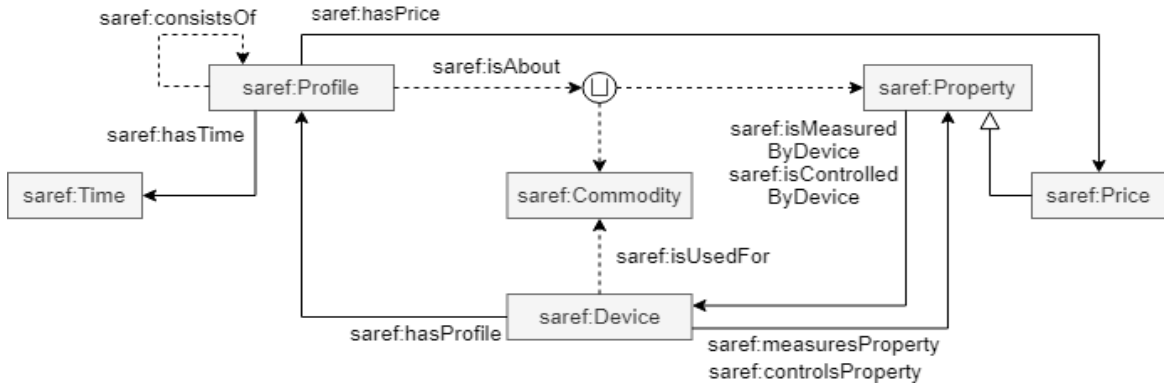 saref:consistsOf
saref:hasPrice
saref:isAbout
saref:Profile
⊔
saref:Property
saref:hasTime
saref:isMeasured
ByDevice
saref:isControlled
ByDevice
saref:Time
saref:Commodity
saref:Price
saref:isUsedFor
saref:Device
saref:hasProfile
saref:measuresProperty
saref:controlsProperty